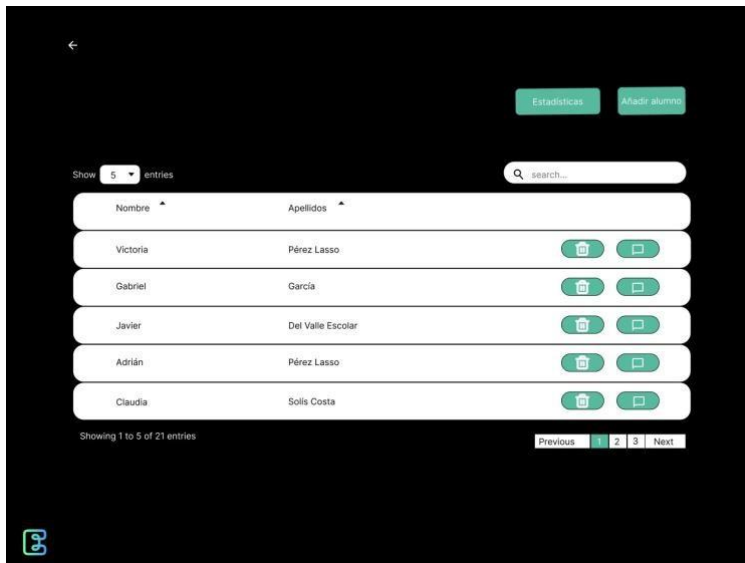 Estadísticas Añadir alumno
Show 5 entries search...
Nombre Apellidos
Victoria Pérez Lasso
Gabriel García
Javier Del Valle Escolar
Adrián Pérez Lasso
Claudia Solís Costa
Showing 1 to 5 of 21 entries
Previous 1 2 3 Next